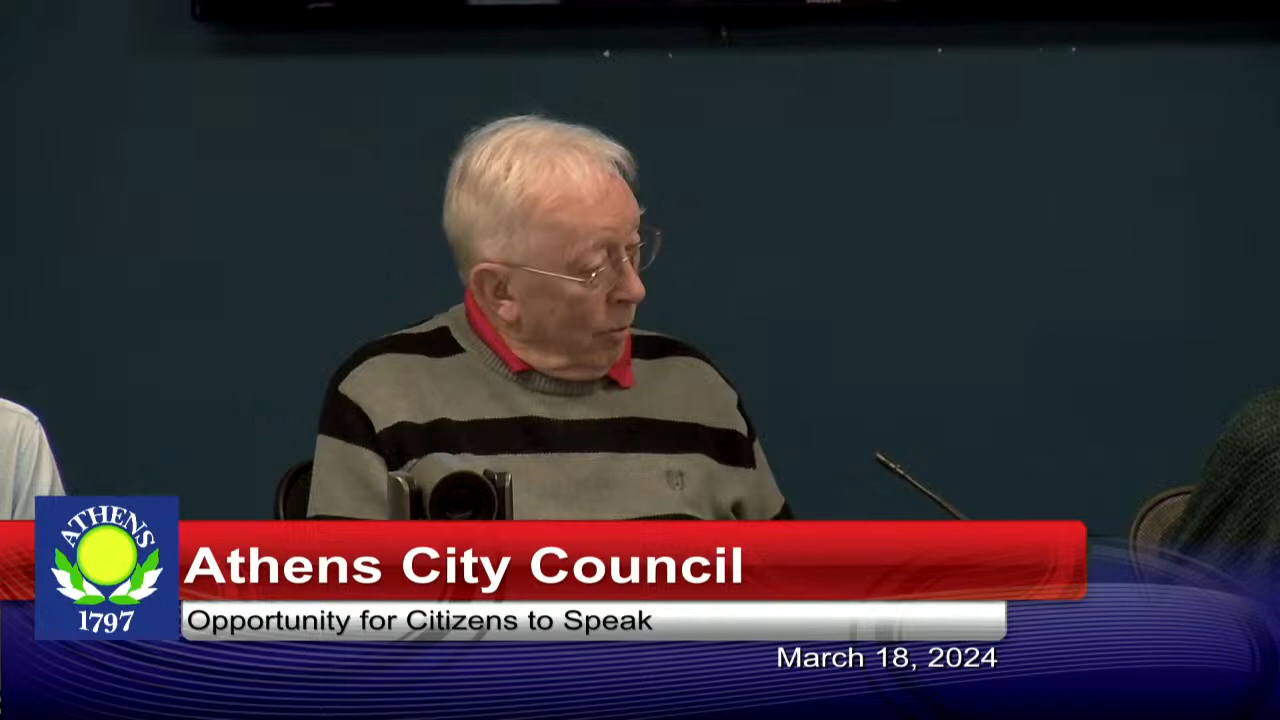 ATHENS
1797
Athens City Council
Opportunity for Citizens to Speak
March 18, 2024